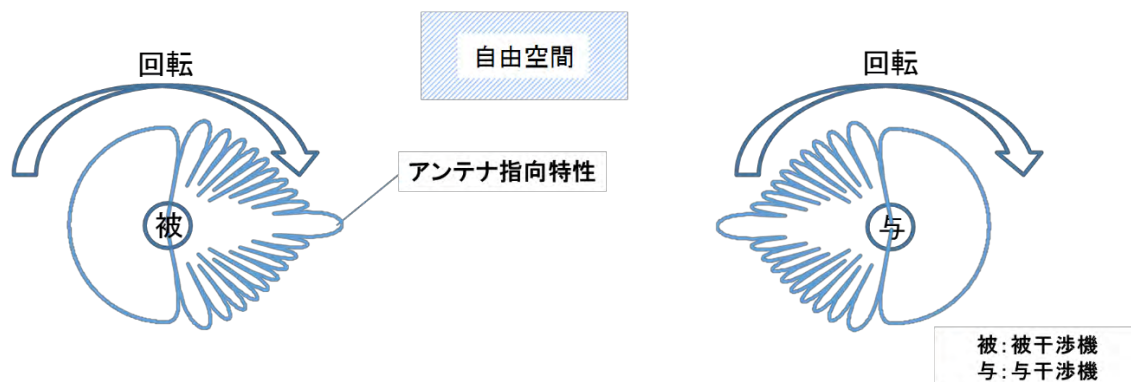 自由空間
回転
回転
アンテナ指向特性
被
与
被:被干渉機
与:与干渉機